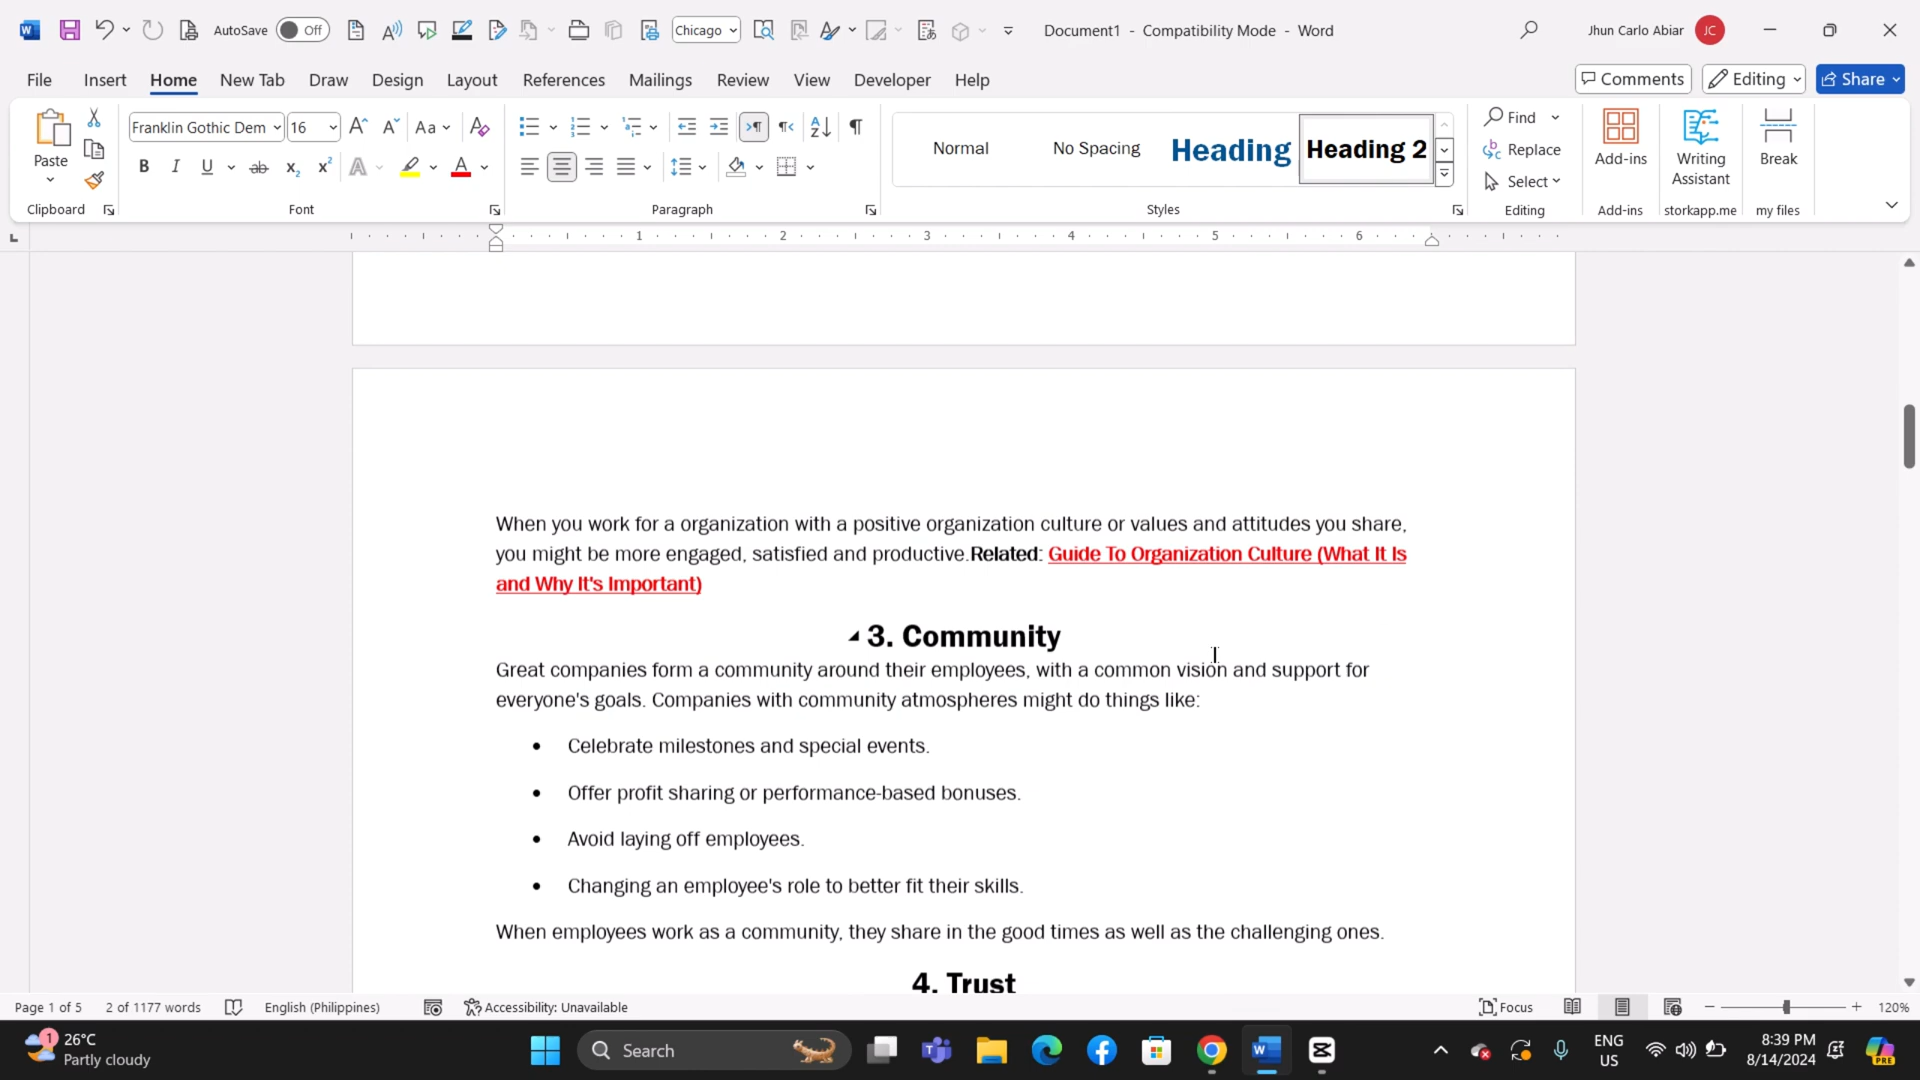 AutoSave Off Chicago Document1 - Compatibility Mode - Word Jhun Carlo Abiar JC
File Insert Home New Tab Draw Design Layout References Mailings Review View Developer Help Comments Editing Share
Paste Franklin Gothic Dem 16 Aa
Normal No Spacing Heading Heading 2
Find
Replace
Select
Add-ins
Writing
Assistant
Break
Clipboard Font Paragraph Styles Editing Add-ins storkapp.me my files
1 2 3 4 5 6
When you work for a organization with a positive organization culture or values and attitudes you share,
you might be more engaged, satisfied and productive.Related: Guide To Organization Culture (What It Is
and Why It's Important)
3. Community
Great companies form a community around their employees, with a common vision and support for
everyone's goals. Companies with community atmospheres might do things like:
• Celebrate milestones and special events.
• Offer profit sharing or performance-based bonuses.
• Avoid laying off employees.
• Changing an employee's role to better fit their skills.
When employees work as a community, they share in the good times as well as the challenging ones.
4. Trust
Page 1 of 5 2 of 1177 words English (Philippines) Accessibility: Unavailable Focus 120%
1 26°C
Partly cloudy
Search
ENG
US
8:39 PM
8/14/2024
PRE